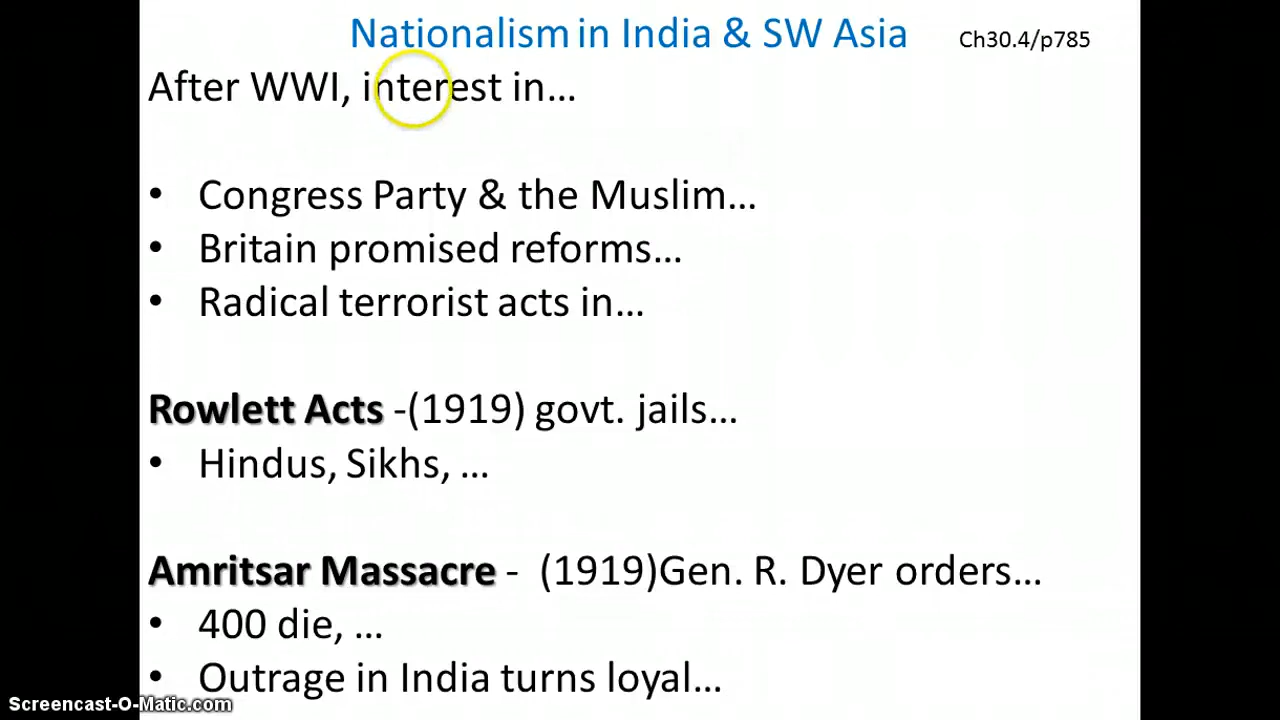 Nationalism in India & SW Asia Ch30.4/p785
After WWI, interest in...
• Congress Party & the Muslim...
• Britain promised reforms...
• Radical terrorist acts in...
Rowlett Acts -(1919) govt. jails...
• Hindus, Sikhs, ...
Amritsar Massacre - (1919)Gen. R. Dyer orders...
• 400 die, ...
• Outrage in India turns loyal...
Screencast-O-Matic.com